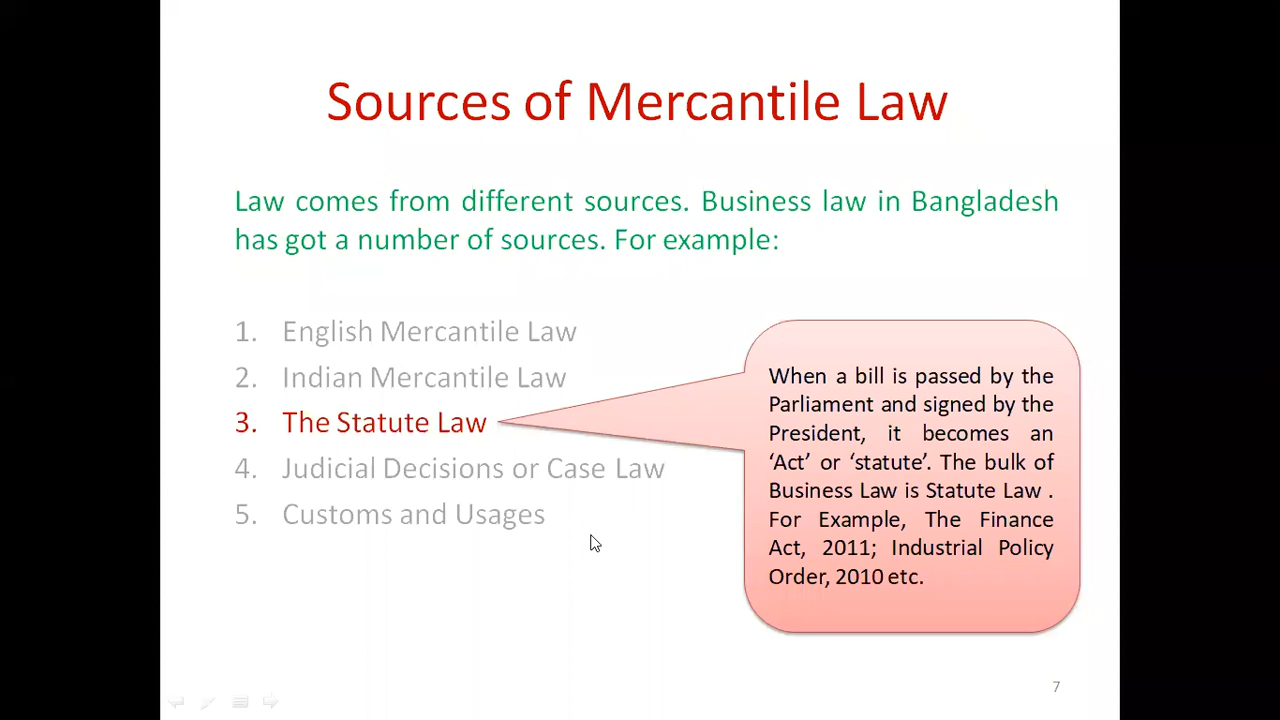 Sources of Mercantile Law
Law comes from different sources. Business law in Bangladesh
has got a number of sources. For example:
1. English Mercantile Law
2. Indian Mercantile Law
3. The Statute Law
4. Judicial Decisions or Case Law
5. Customs and Usages
When a bill is passed by the
Parliament and signed by the
President, it becomes an
‘Act’ or ‘statute’. The bulk of
Business Law is Statute Law .
For Example, The Finance
Act, 2011; Industrial Policy
Order, 2010 etc.
7